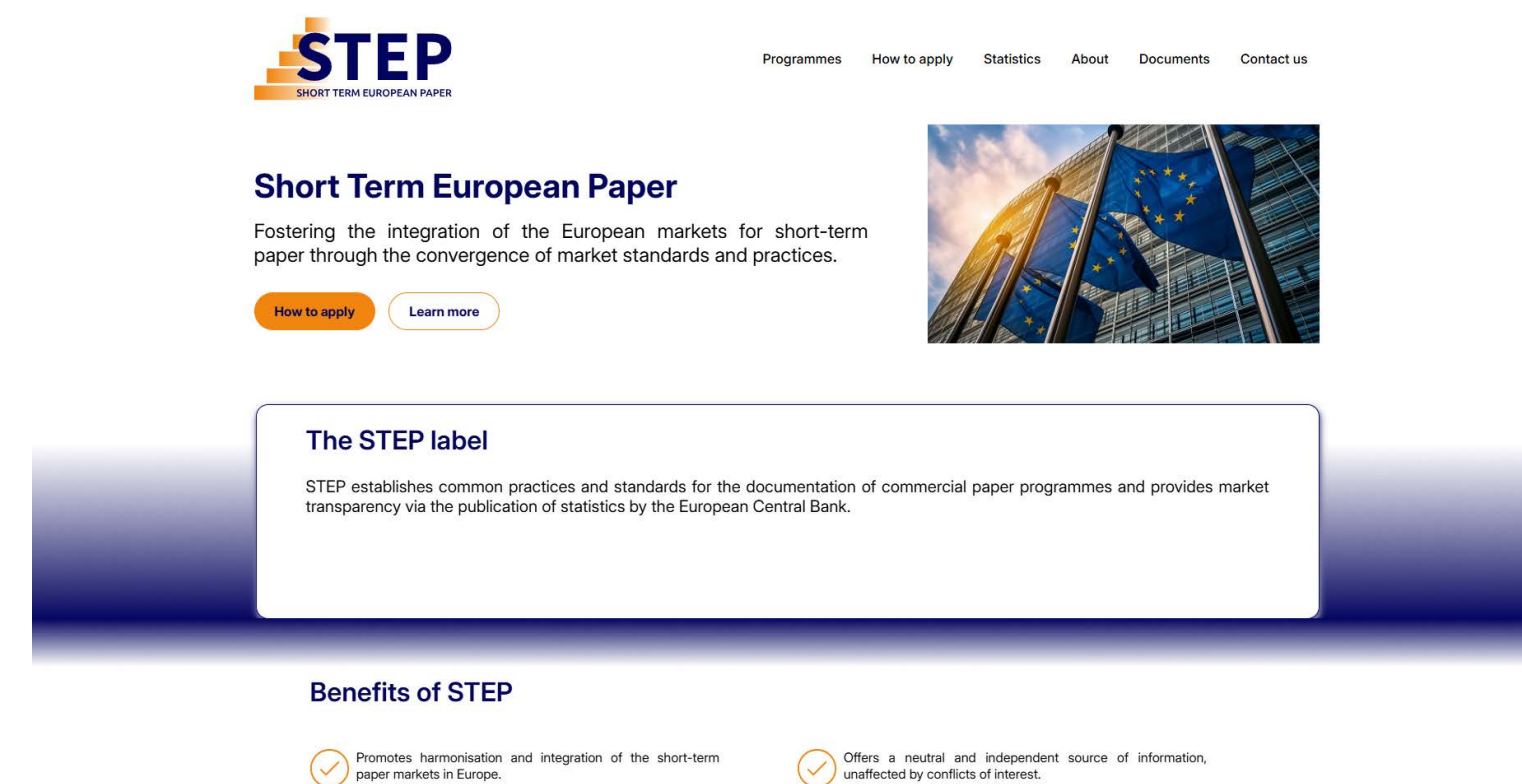 STEP
SHORT TERM EUROPEAN PAPER
Programmes How to apply Statistics About Documents Contact us
Short Term European Paper
Fostering the integration of the European markets for short-term
paper through the convergence of market standards and practices.
How to apply Learn more
The STEP label
STEP establishes common practices and standards for the documentation of commercial paper programmes and provides market
transparency via the publication of statistics by the European Central Bank.
Benefits of STEP
Promotes harmonisation and integration of the short-term
paper markets in Europe.
Offers a neutral and independent source of information,
unaffected by conflicts of interest.